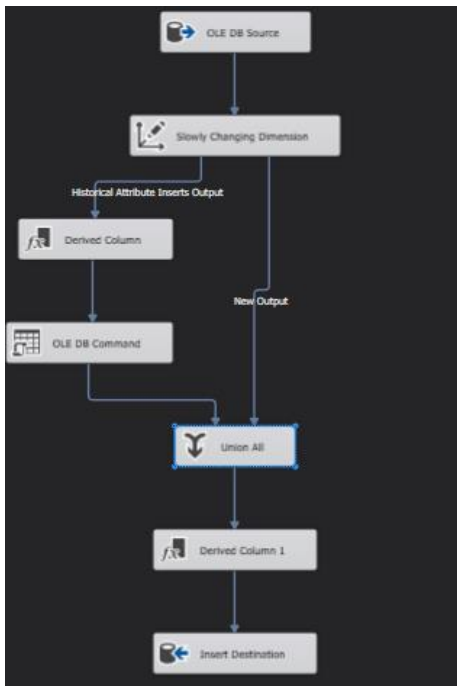 OLE DB Source
Slowly Changing Dimension
Historical Attribute Inserts Output
Derived Column
New Output
OLE DB Command
Union All
Derived Column 1
Insert Destination